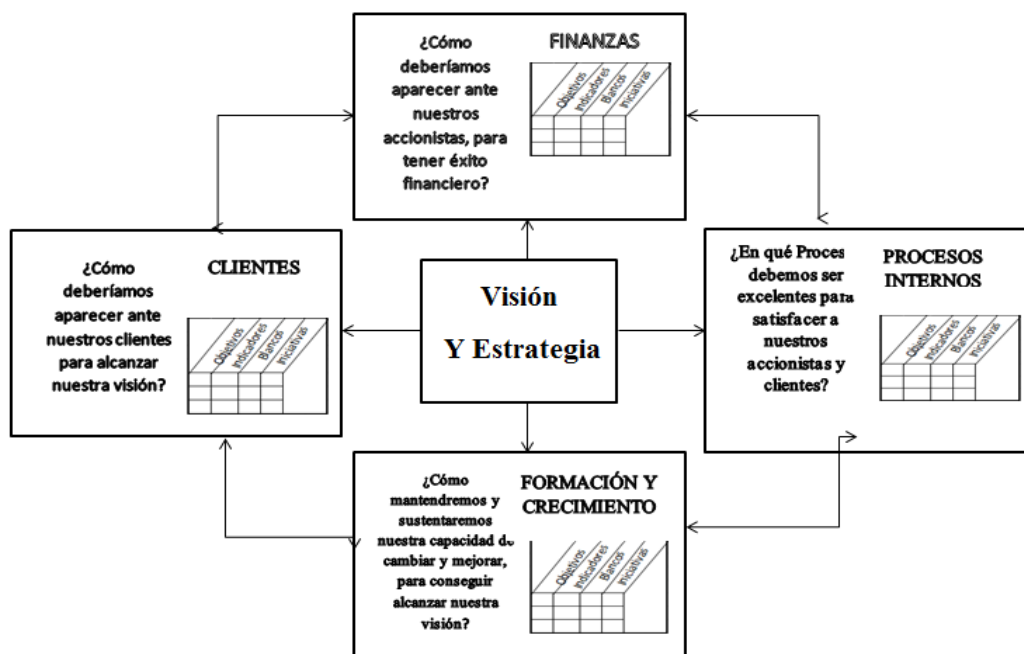 ¿Cómo
deberíamos
aparecer ante
nuestros
accionistas, para
tener éxito
financiero?
FINANZAS
Objetivos
Indicadores
Blancos
Iniciativas
¿Cómo
deberíamos
aparecer ante
nuestros clientes
para alcanzar
nuestra visión?
CLIENTES
Objetivos
Indicadores
Blancos
Iniciativas
Visión
Y Estrategia
¿En qué Proces
debemos ser
excelentes para
satisfacer a
nuestros
accionistas y
clientes?
PROCESOS
INTERNOS
Objetivos
Indicadores
Blancos
Iniciativas
¿Cómo
mantendremos y
sustentaremos
nuestra capacidad de
cambiar y mejorar,
para conseguir
alcanzar nuestra
visión?
FORMACIÓN Y
CRECIMIENTO
Objetivos
Indicadores
Blancos
Iniciativas